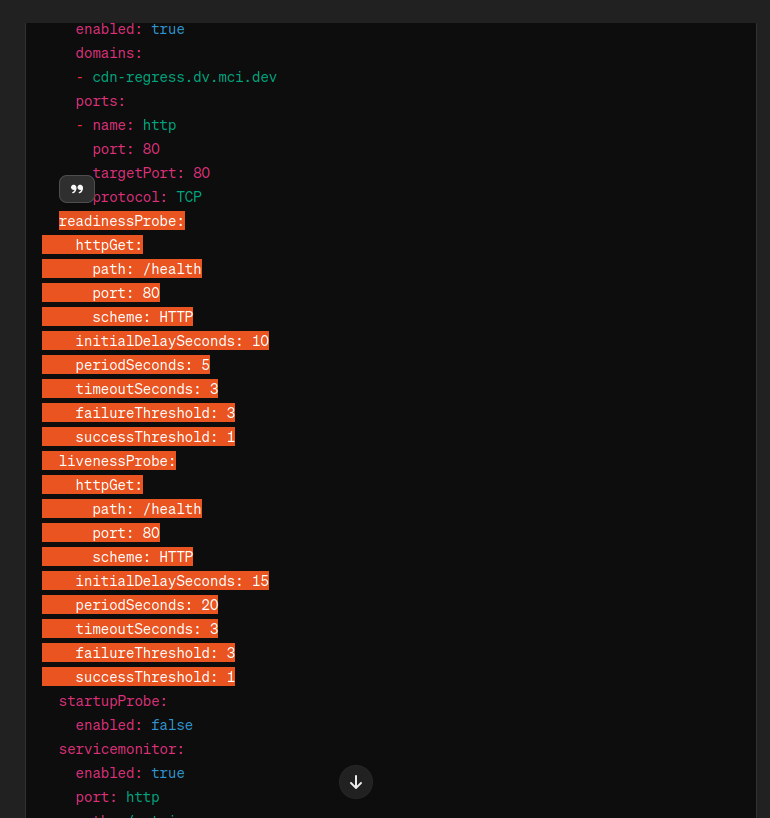 enabled: true
domains:
- cdn-regress.dv.mci.dev
ports:
- name: http
port: 80
targetPort: 80
protocol: TCP
readinessProbe:
httpGet:
path: /health
port: 80
scheme: HTTP
initialDelaySeconds: 10
periodSeconds: 5
timeoutSeconds: 3
failureThreshold: 3
successThreshold: 1
livenessProbe:
httpGet:
path: /health
port: 80
scheme: HTTP
initialDelaySeconds: 15
periodSeconds: 20
timeoutSeconds: 3
failureThreshold: 3
successThreshold: 1
startupProbe:
enabled: false
servicemonitor:
enabled: true
port: http